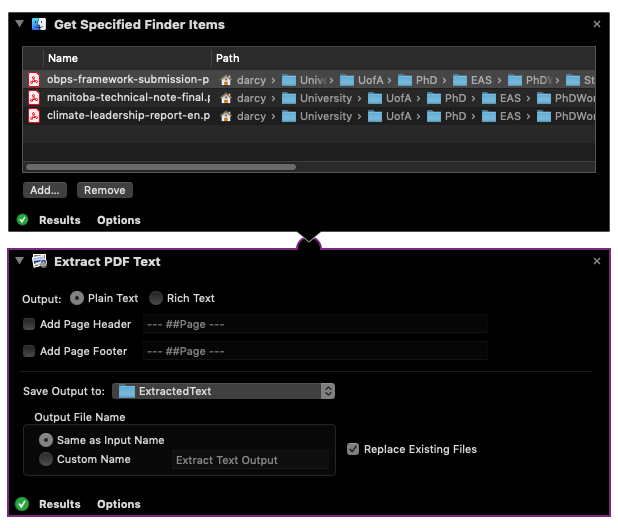 Get Specified Finder Items
Name Path
obps-framework-submission-p darcy › Unive › UofA › PhD › EAS › PhDW › St
manitoba-technical-note-final.p darcy › University › UofA › PhD › EAS › PhDWor
climate-leadership-report-en.p darcy › University › UofA › PhD › EAS › PhDWor
Add... Remove
Results Options
Extract PDF Text
Output: Plain Text Rich Text
Add Page Header --- ##Page ---
Add Page Footer --- ##Page ---
Save Output to: ExtractedText
Output File Name
Same as Input Name
Custom Name Extract Text Output
Replace Existing Files
Results Options